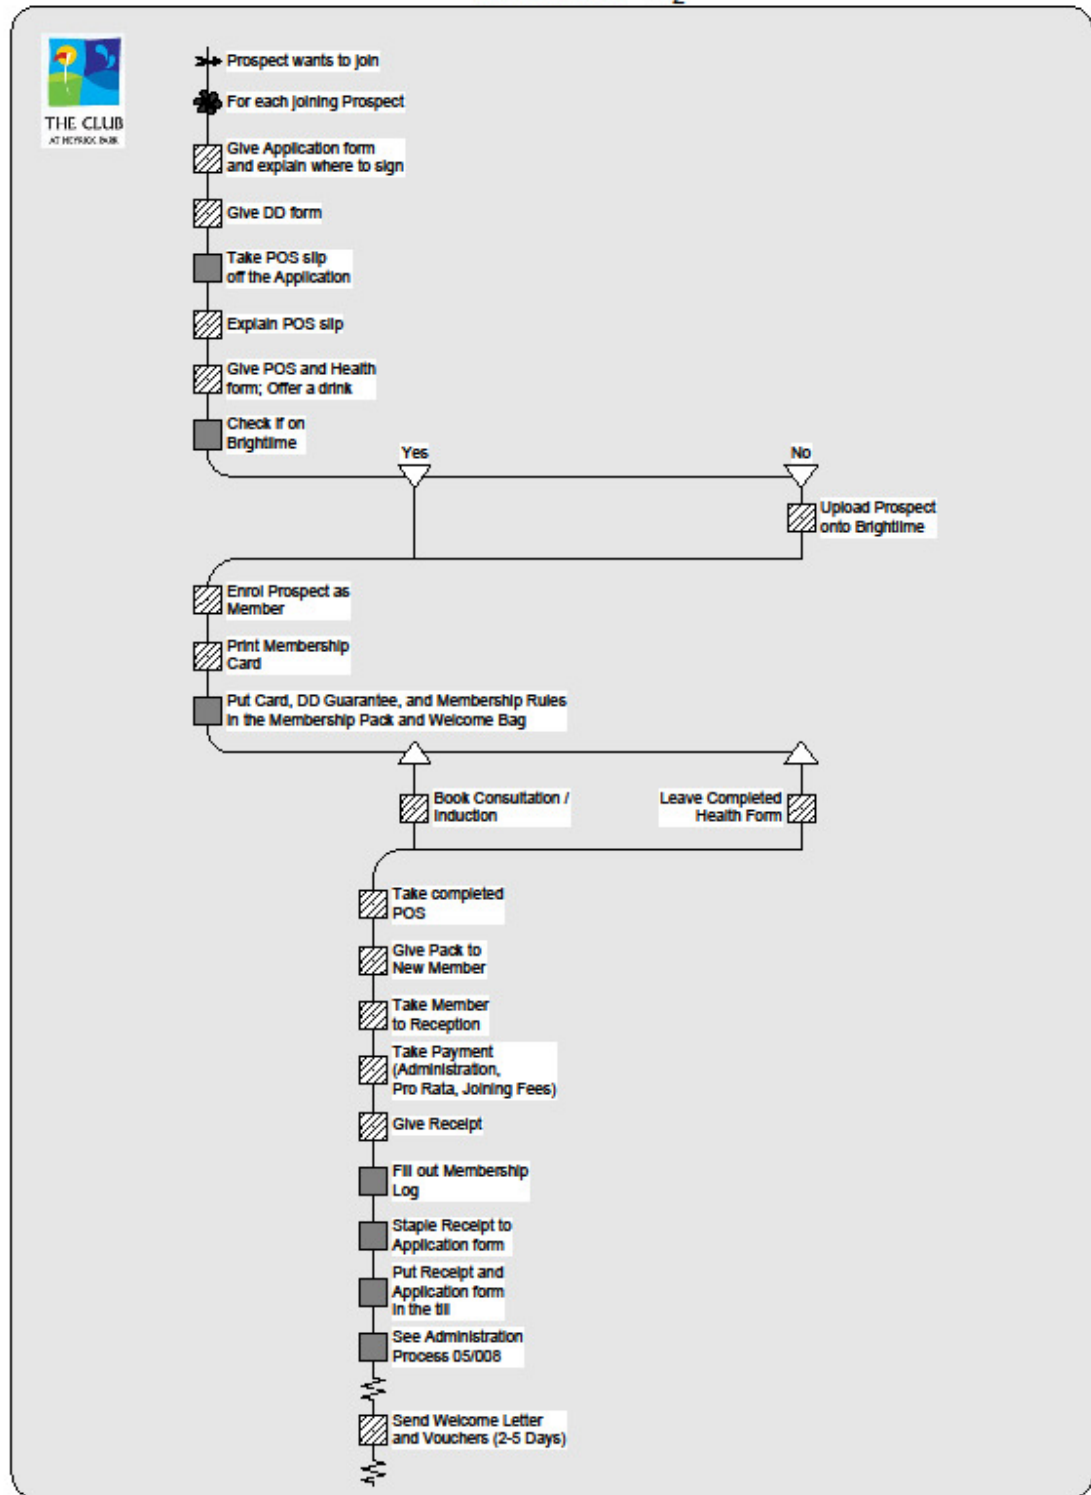 2
THE CLUB
AT MEYRICK PARK
Prospect wants to join
For each joining Prospect
Give Application form
and explain where to sign
Give DD form
Take POS slip
off the Application
Explain POS slip
Give POS and Health
form; Offer a drink
Check if on
Brightlime
Yes
No
Upload Prospect
onto Brightlime
Enrol Prospect as
Member
Print Membership
Card
Put Card, DD Guarantee, and Membership Rules
in the Membership Pack and Welcome Bag
Book Consultation /
Induction
Leave Completed
Health Form
Take completed
POS
Give Pack to
New Member
Take Member
to Reception
Take Payment
(Administration,
Pro Rata, Joining Fees)
Give Receipt
Fill out Membership
Log
Staple Receipt to
Application form
Put Receipt and
Application form
in the till
See Administration
Process 05/008
Send Welcome Letter
and Vouchers (2-5 Days)